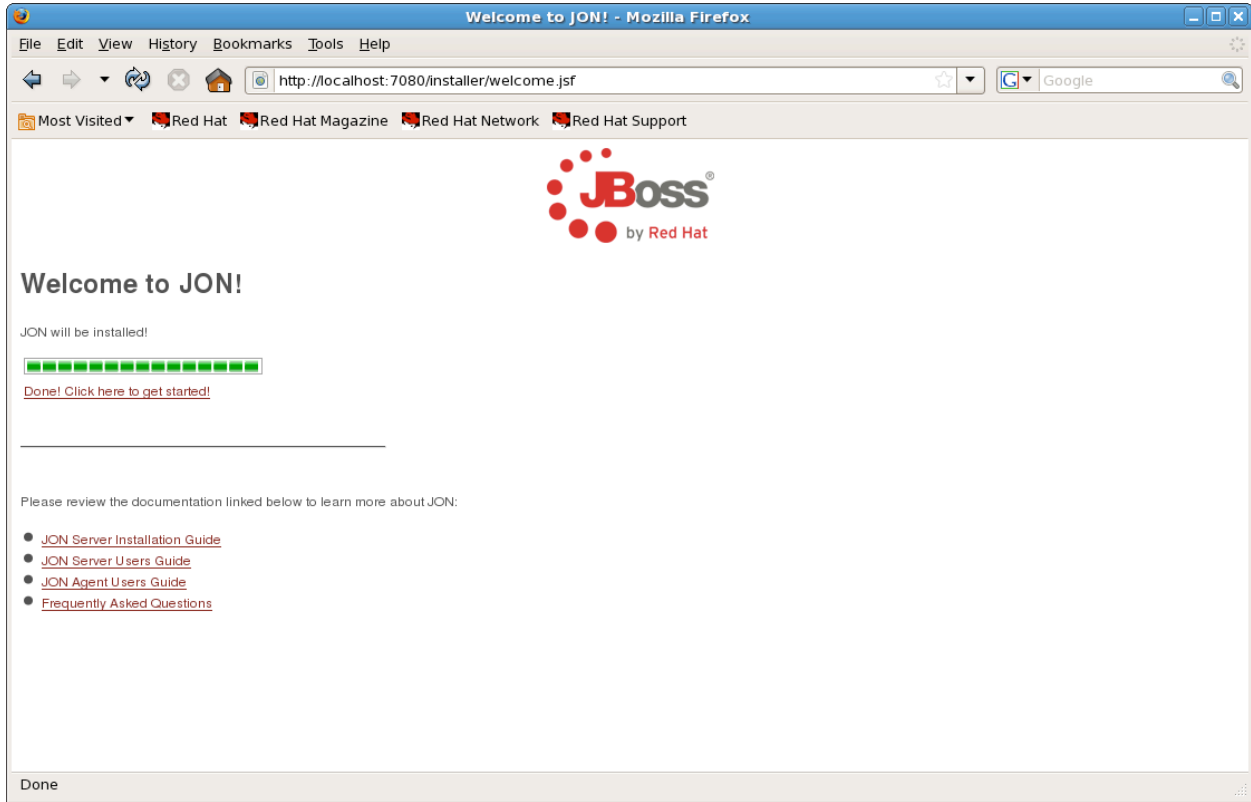 Welcome to JON! - Mozilla Firefox
File Edit View History Bookmarks Tools Help
http://localhost:7080/installer/welcome.jsf
G Google
Most Visited Red Hat Red Hat Magazine Red Hat Network Red Hat Support
JBoss®
by Red Hat
Welcome to JON!
JON will be installed!
Done! Click here to get started!
Please review the documentation linked below to learn more about JON:
JON Server Installation Guide
JON Server Users Guide
JON Agent Users Guide
Frequently Asked Questions
Done